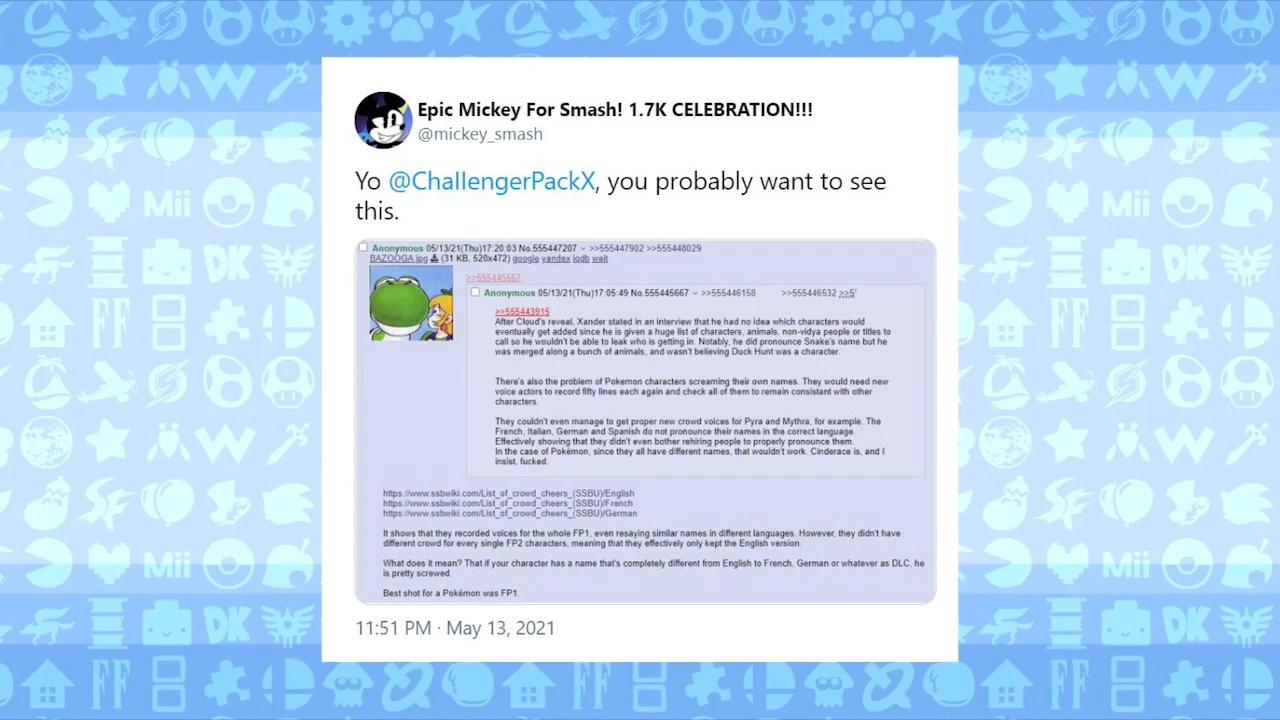 Epic Mickey For Smash! 1.7K CELEBRATION!!!
@mickey_smash
Yo @ChallengerPackX, you probably want to see
this.
Anonymous 05/13/21(Thu)17:20:03 No.555447207 >>555447902 >>555448029
BAZOOGA.jpg (31 KB, 520x472) google yandex iqdb wait
>>555445667
Anonymous 05/13/21(Thu)17:05:49 No.555445667 >>555446158 >>555446532 >>5'
>>555443915
After Cloud's reveal, Xander stated in an interview that he had no idea which characters would
eventually get added since he is given a huge list of characters, animals, non-vidya people or titles to
call so he wouldn't be able to leak who is getting in. Notably, he did pronounce Snake's name but he
was merged along a bunch of animals, and wasn't believing Duck Hunt was a character.
There's also the problem of Pokemon characters screaming their own names. They would need new
voice actors to record fifty lines each again and check all of them to remain consistant with other
characters.
They couldn't even manage to get proper new crowd voices for Pyra and Mythra, for example. The
French, Italian, German and Spanish do not pronounce their names in the correct language.
Effectively showing that they didn't even bother rehiring people to properly pronounce them.
In the case of Pokémon, since they all have different names, that wouldn't work. Cinderace is, and I
insist, fucked.
https://www.ssbwiki.com/List_of_crowd_cheers_(SSBU)/English
https://www.ssbwiki.com/List_of_crowd_cheers_(SSBU)/French
https://www.ssbwiki.com/List_of_crowd_cheers_(SSBU)/German
It shows that they recorded voices for the whole FP1, even resaying similar names in different languages. However, they didn't have
different crowd for every single FP2 characters, meaning that they effectively only kept the English version.
What does it mean? That if your character has a name that's completely different from English to French, German or whatever as DLC, he
is pretty screwed.
Best shot for a Pokémon was FP1.
11:51 PM · May 13, 2021